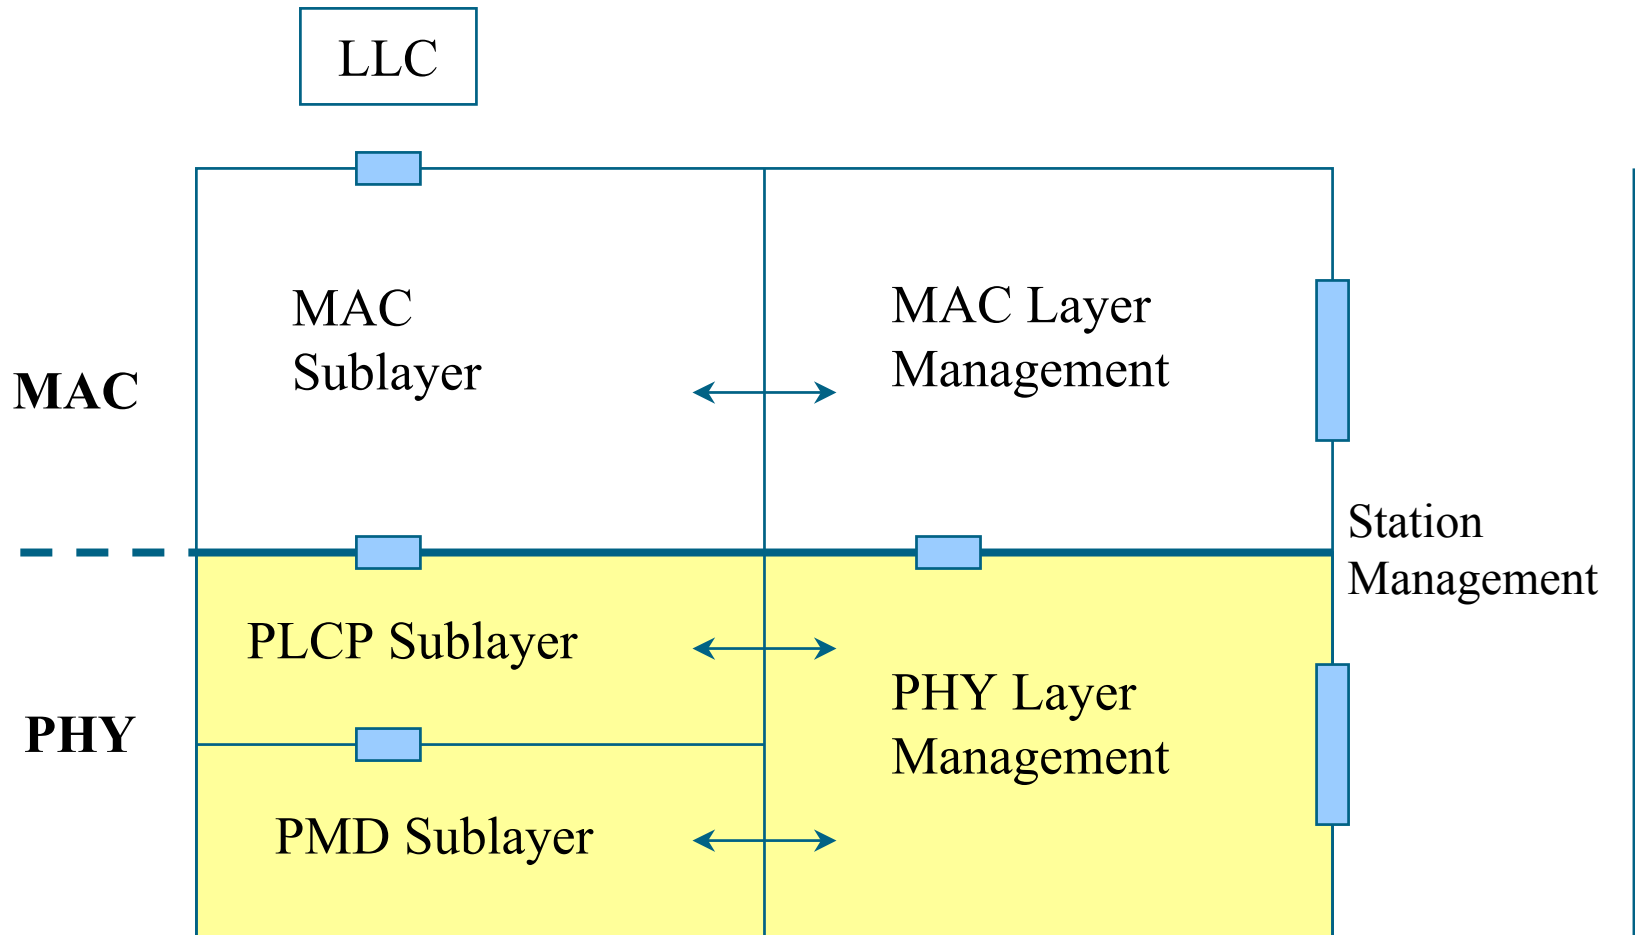 LLC
MAC
Sublayer
MAC Layer
Management
MAC
Station
Management
PLCP Sublayer
PHY Layer
Management
PHY
PMD Sublayer